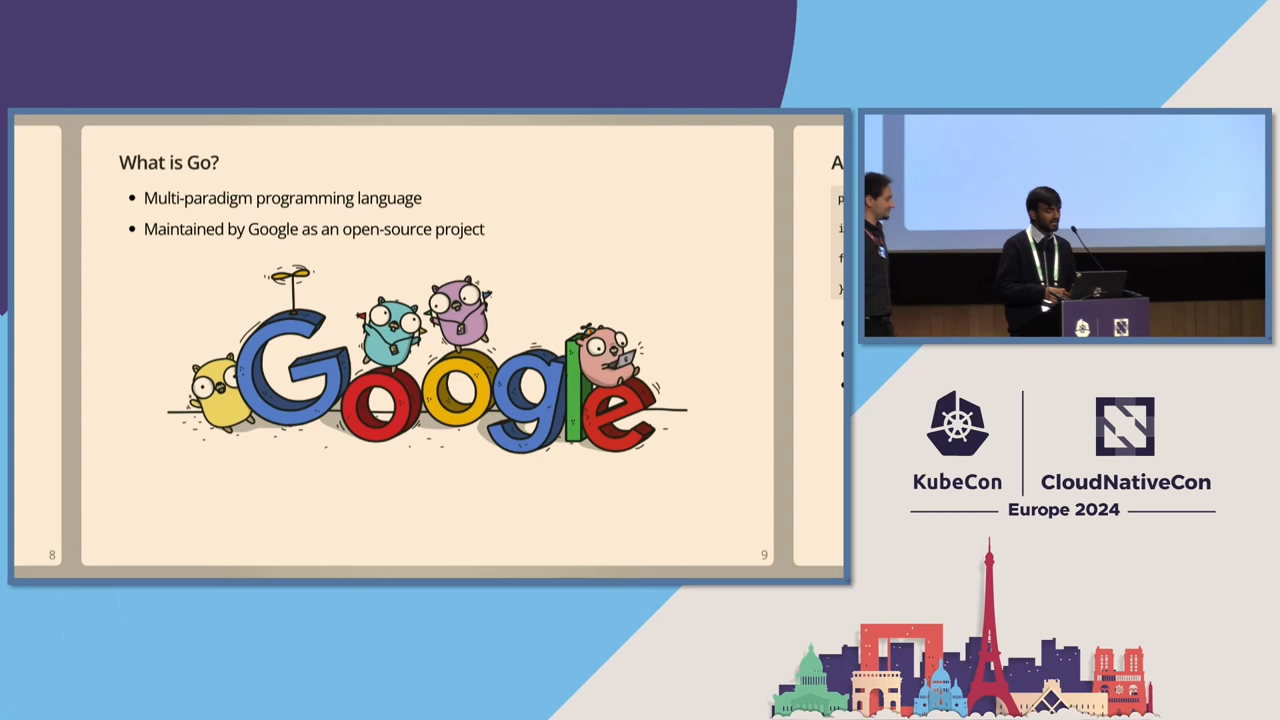 What is Go?
• Multi-paradigm programming language
• Maintained by Google as an open-source project
Google
8
9
A
p
i
f
}
KubeCon
CloudNativeCon
Europe 2024